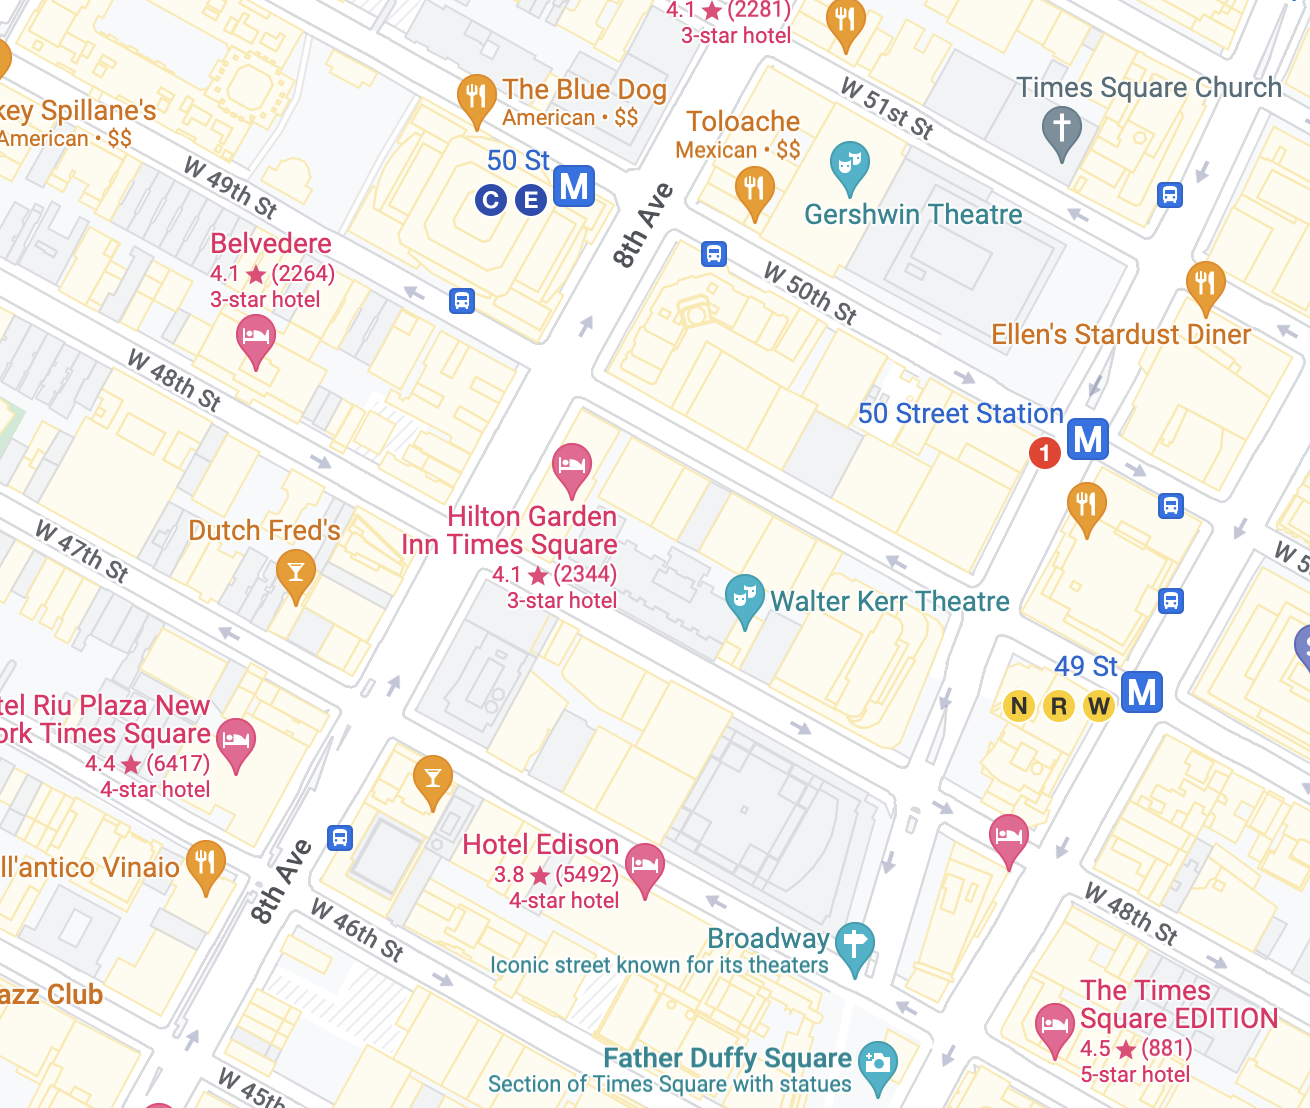 4.1 ★ (2281)
3-star hotel
W 51st St
Times Square Church
The Blue Dog
American • $$
key Spillane's
American • $$
Toloache
Mexican • $$
50 St
M
C E
W 49th St
8th Ave
Gershwin Theatre
Belvedere
4.1 ★ (2264)
3-star hotel
W 50th St
Ellen's Stardust Diner
W 48th St
50 Street Station
M
1
Hilton Garden
Inn Times Square
4.1 ★ (2344)
3-star hotel
Dutch Fred's
W 47th St
W 5
Walter Kerr Theatre
49 St
M
N R W
tel Riu Plaza New
ork Times Square
4.4 ★ (6417)
4-star hotel
Hotel Edison
3.8 ★ (5492)
4-star hotel
ll'antico Vinaio
8th Ave
W 46th St
W 48th St
Broadway
Iconic street known for its theaters
azz Club
The Times
Square EDITION
4.5 ★ (881)
5-star hotel
Father Duffy Square
Section of Times Square with statues
W 45th